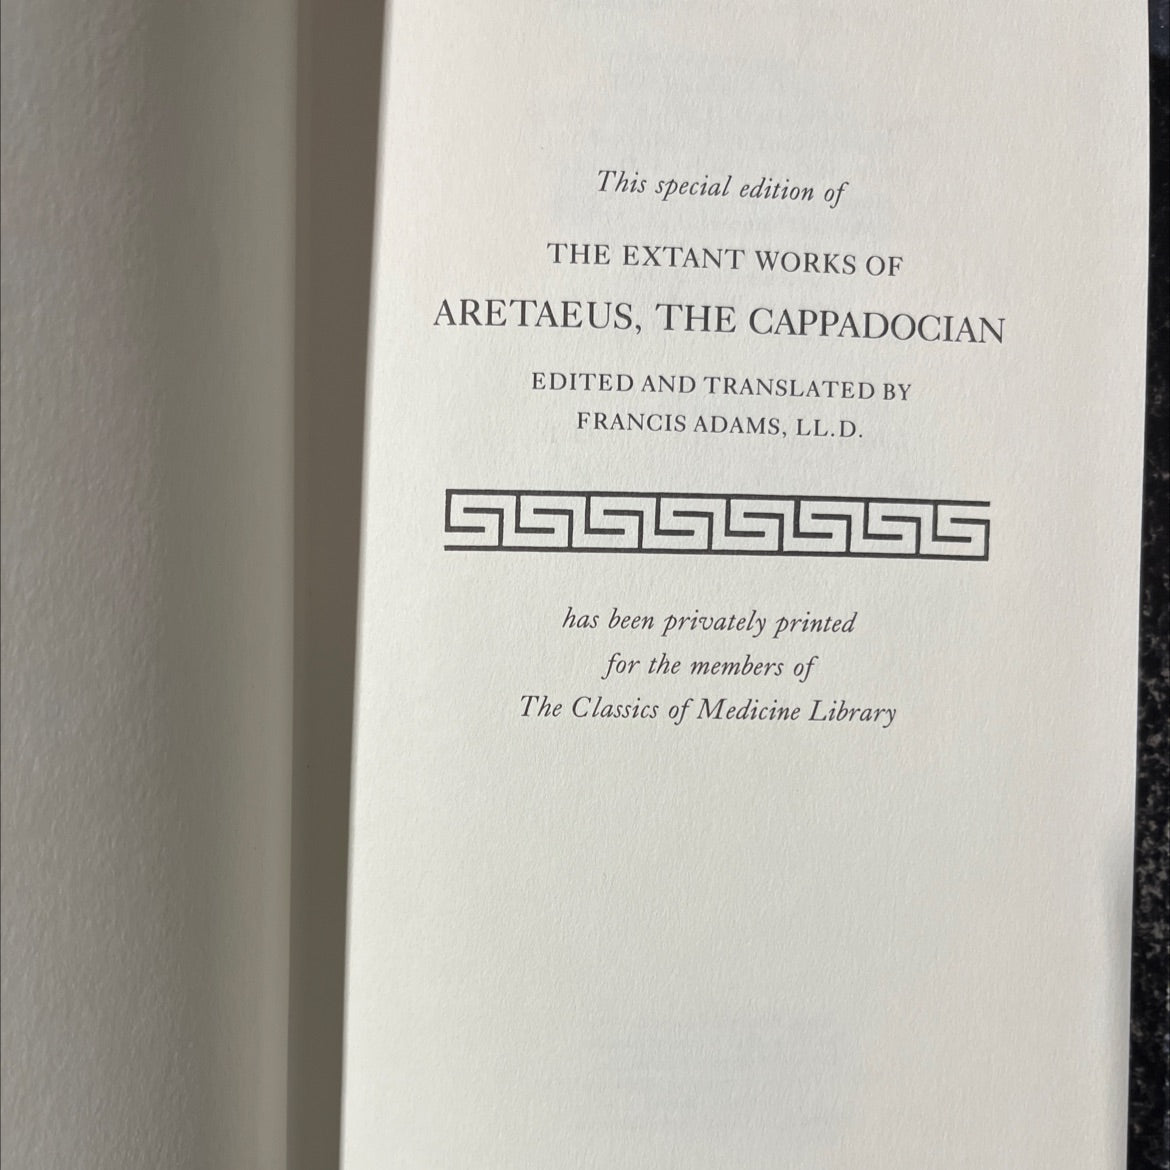 This special edition of
THE EXTANT WORKS OF
ARETAEUS, THE CAPPADOCIAN
EDITED AND TRANSLATED BY
FRANCIS ADAMS, LL.D.
has been privately printed
for the members of
The Classics of Medicine Library